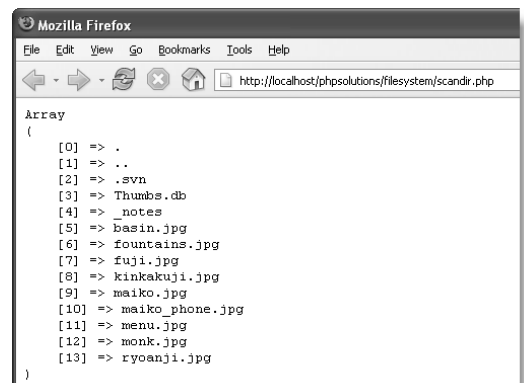 Mozilla Firefox
File Edit View Go Bookmarks Tools Help
http://localhost/phpsolutions/filesystem/scandir.php
Array
(
[0] => .
[1] => ..
[2] => .svn
[3] => Thumbs.db
[4] => _notes
[5] => basin.jpg
[6] => fountains.jpg
[7] => fuji.jpg
[8] => kinkakuji.jpg
[9] => maiko.jpg
[10] => maiko_phone.jpg
[11] => menu.jpg
[12] => monk.jpg
[13] => ryoanji.jpg
)